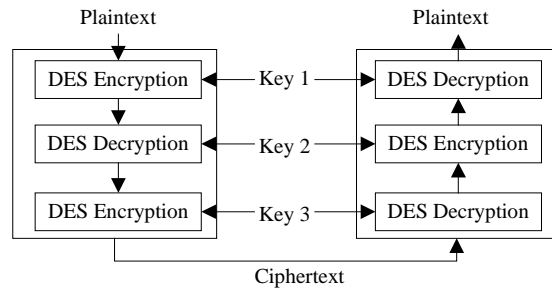 Plaintext Plaintext
DES Encryption Key 1 DES Decryption
DES Decryption Key 2 DES Encryption
DES Encryption Key 3 DES Decryption
Ciphertext